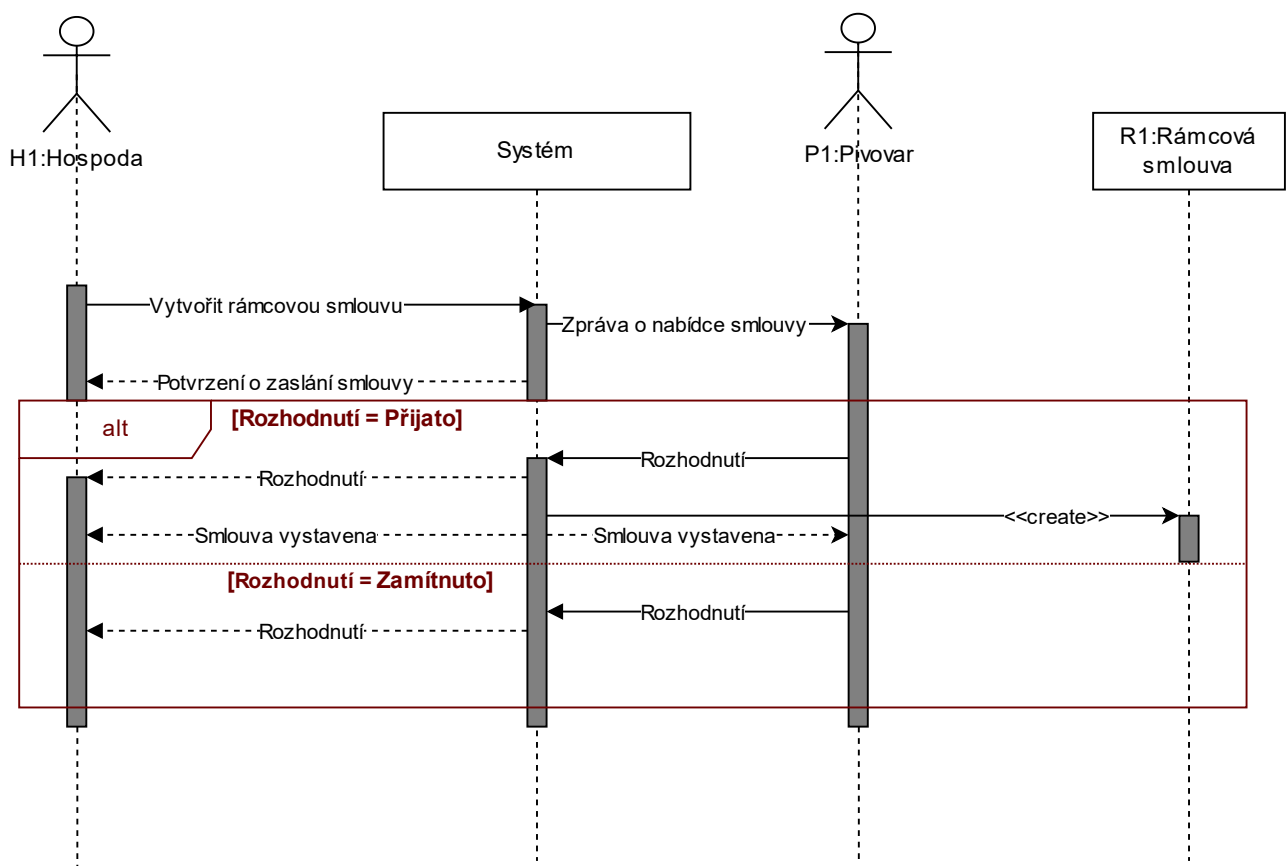 H1:Hospoda
Systém
P1:Pivovar
R1:Rámcová
smlouva
Vytvořit rámcovou smlouvu
Zpráva o nabídce smlouvy
Potvrzení o zaslání smlouvy
alt
[Rozhodnutí = Přijato]
Rozhodnutí
Rozhodnutí
<<create>>
Smlouva vystavena
Smlouva vystavena
[Rozhodnutí = Zamítnuto]
Rozhodnutí
Rozhodnutí